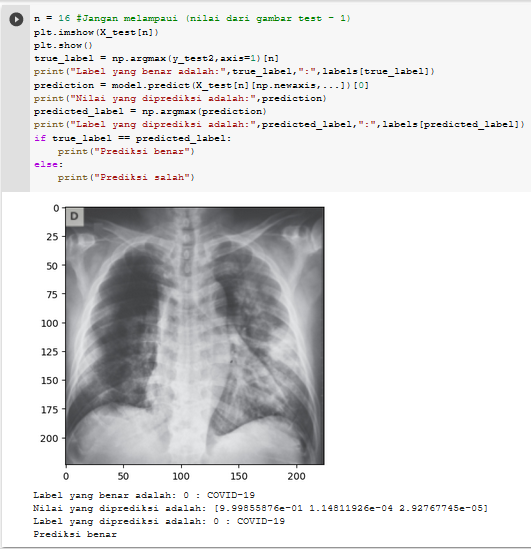 n = 16 #Jangan melampaui (nilai dari gambar test - 1)
plt.imshow(X_test[n])
plt.show()
true_label = np.argmax(y_test2,axis=1)[n]
print("Label yang benar adalah:",true_label,":",labels[true_label])
prediction = model.predict(X_test[n][np.newaxis,...])[0]
print("Nilai yang diprediksi adalah:",prediction)
predicted_label = np.argmax(prediction)
print("Label yang diprediksi adalah:",predicted_label,":",labels[predicted_label])
if true_label == predicted_label:
    print("Prediksi benar")
else:
    print("Prediksi salah")
D
0
25
50
75
100
125
150
175
200
0 50 100 150 200
Label yang benar adalah: 0 : COVID-19
Nilai yang diprediksi adalah: [9.99855876e-01 1.14811926e-04 2.92767745e-05]
Label yang diprediksi adalah: 0 : COVID-19
Prediksi benar